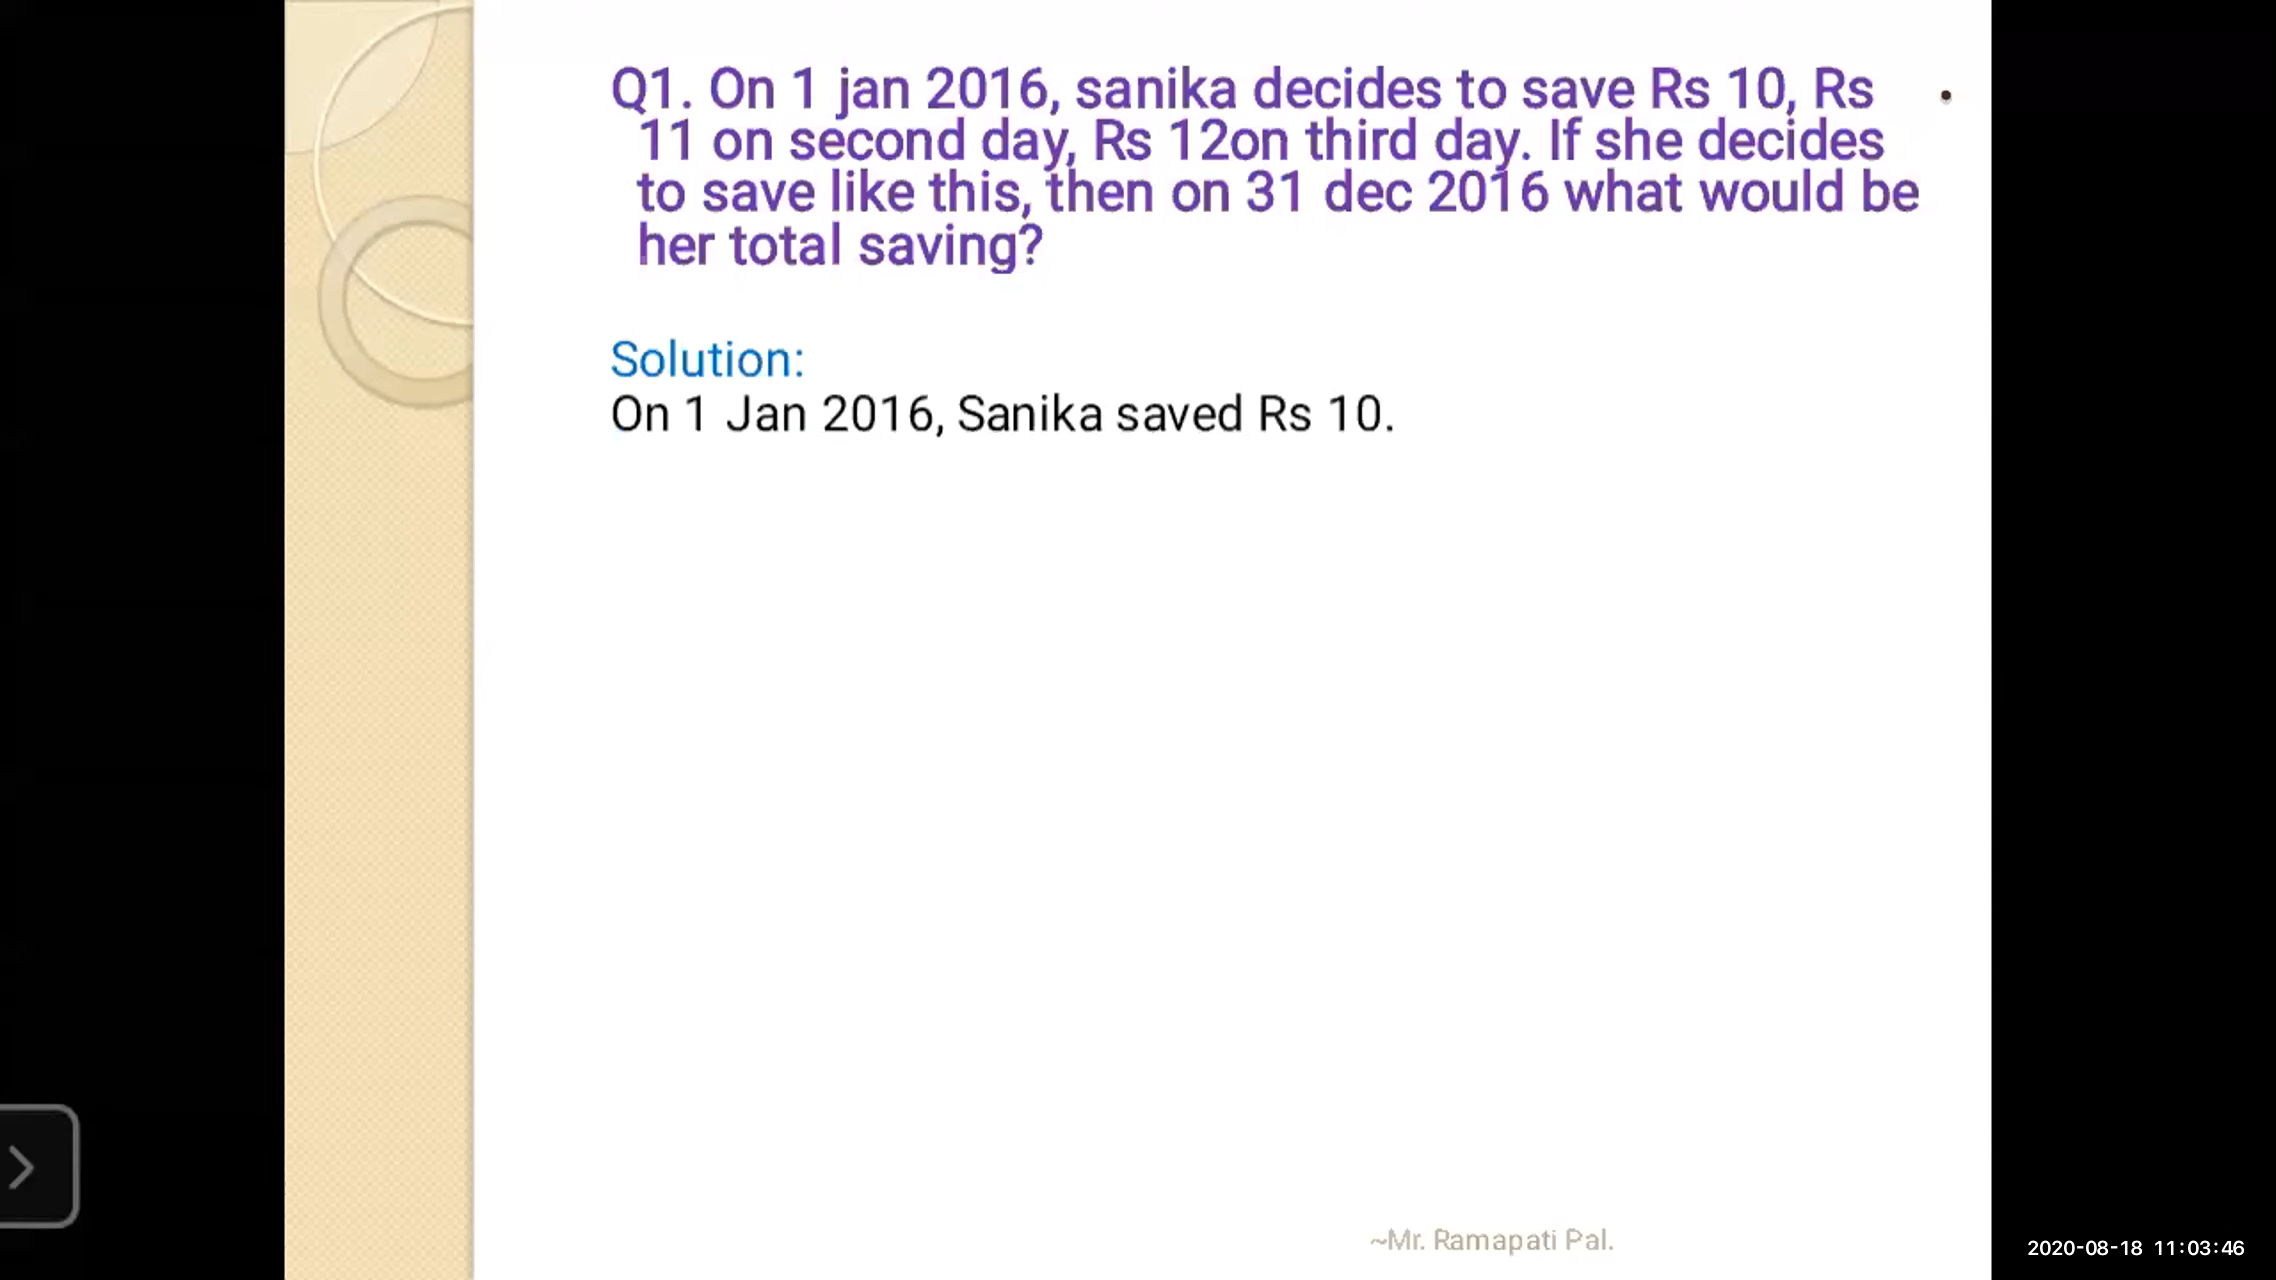 Q1. On 1 jan 2016, sanika decides to save Rs 10, Rs
11 on second day, Rs 12on third day. If she decides
to save like this, then on 31 dec 2016 what would be
her total saving?
Solution:
On 1 Jan 2016, Sanika saved Rs 10.
~Mr. Ramapati Pal.
2020-08-18 11:03:46